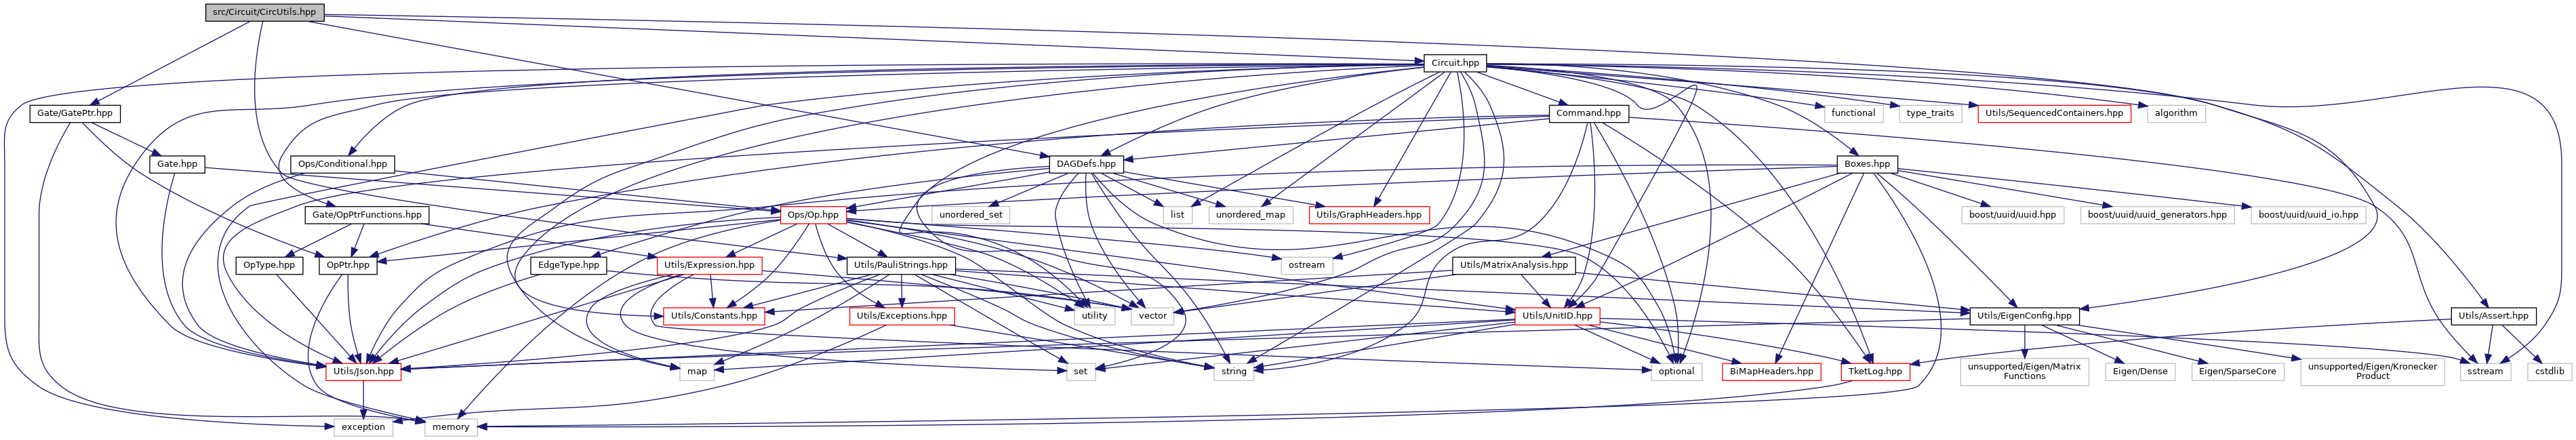 src/Circuit/CircUtils.hpp
Circuit.hpp
Gate/GatePtr.hpp
Command.hpp
functional
type_traits
Utils/SequencedContainers.hpp
algorithm
Gate.hpp
Ops/Conditional.hpp
DAGDefs.hpp
Boxes.hpp
Gate/OpPtrFunctions.hpp
Ops/Op.hpp
unordered_set
list
unordered_map
Utils/GraphHeaders.hpp
boost/uuid/uuid.hpp
boost/uuid/uuid_generators.hpp
boost/uuid/uuid_io.hpp
OpType.hpp
OpPtr.hpp
EdgeType.hpp
Utils/Expression.hpp
Utils/PauliStrings.hpp
ostream
Utils/MatrixAnalysis.hpp
Utils/Constants.hpp
Utils/Exceptions.hpp
utility
vector
Utils/UnitID.hpp
Utils/EigenConfig.hpp
Utils/Assert.hpp
Utils/Json.hpp
map
set
string
optional
BiMapHeaders.hpp
TketLog.hpp
unsupported/Eigen/Matrix
Functions
Eigen/Dense
Eigen/SparseCore
unsupported/Eigen/Kronecker
Product
sstream
cstdlib
exception
memory